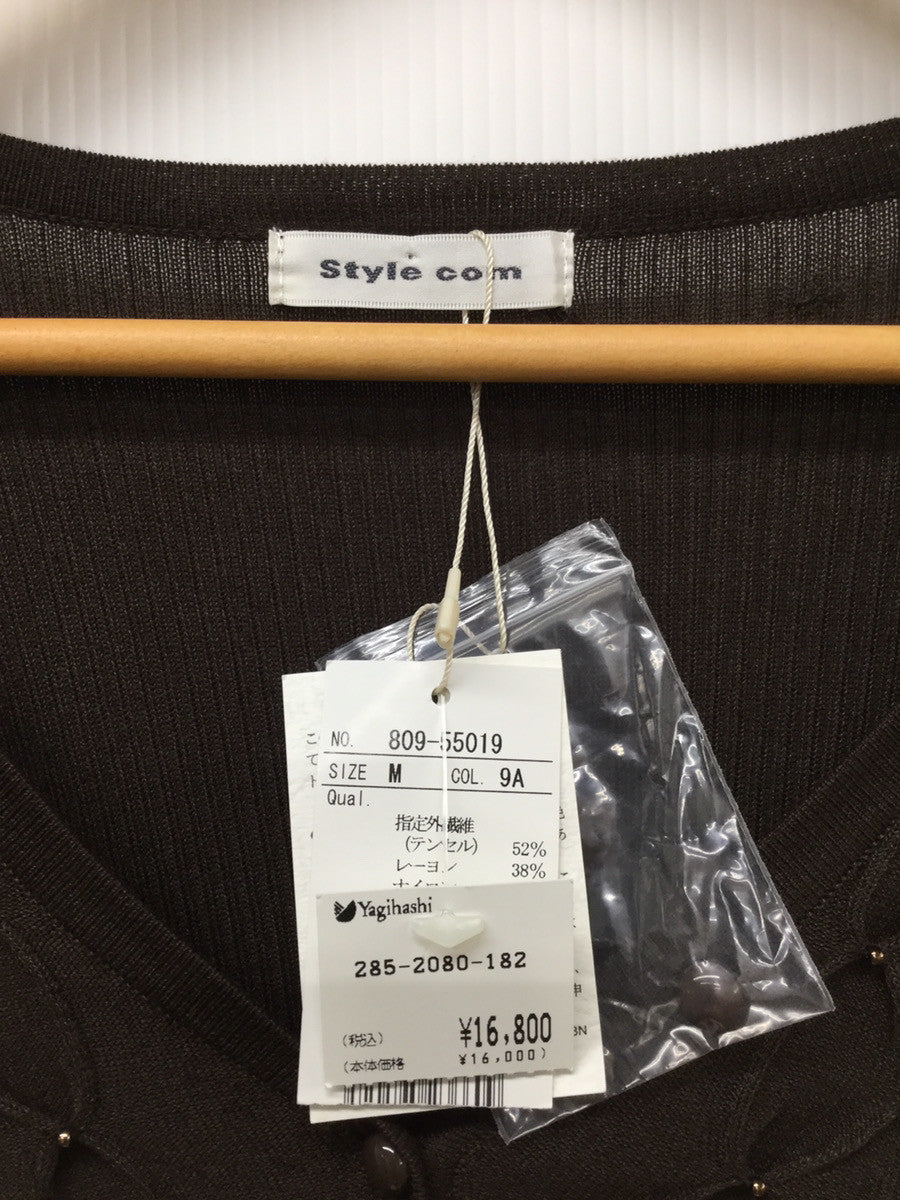 Style com
NO. 809-55019
SIZE M COL. 9A
Qual.
指定外繊維
(テンセル) 52%
レーヨン 38%
Yagihashi
285-2080-182
(税込) ¥16,800
(本体価格 ¥16,000)